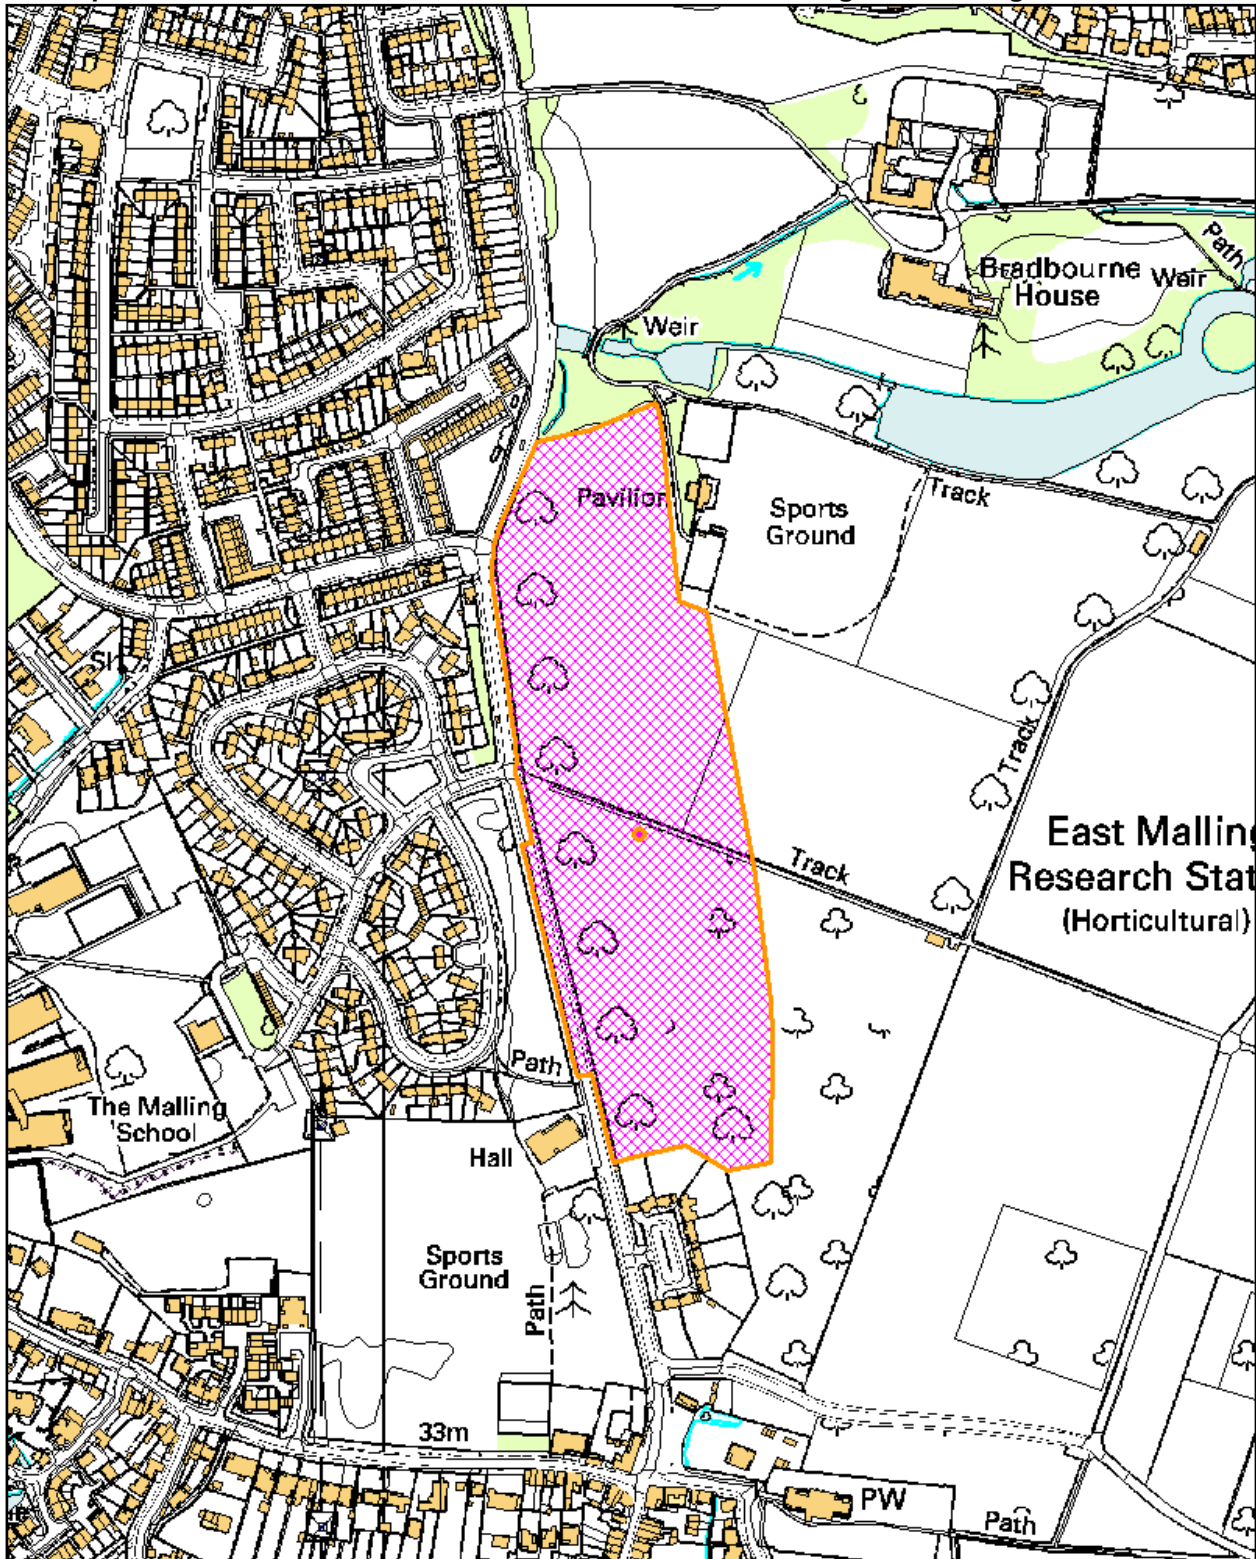 Path
Bradbourne
House
Weir
Weir
Pavilion
Track
Sports
Ground
Track
East Malling
Research Stat
(Horticultural)
Track
Path
The Malling
School
Hall
Sports
Ground
Path
33m
PW
Path